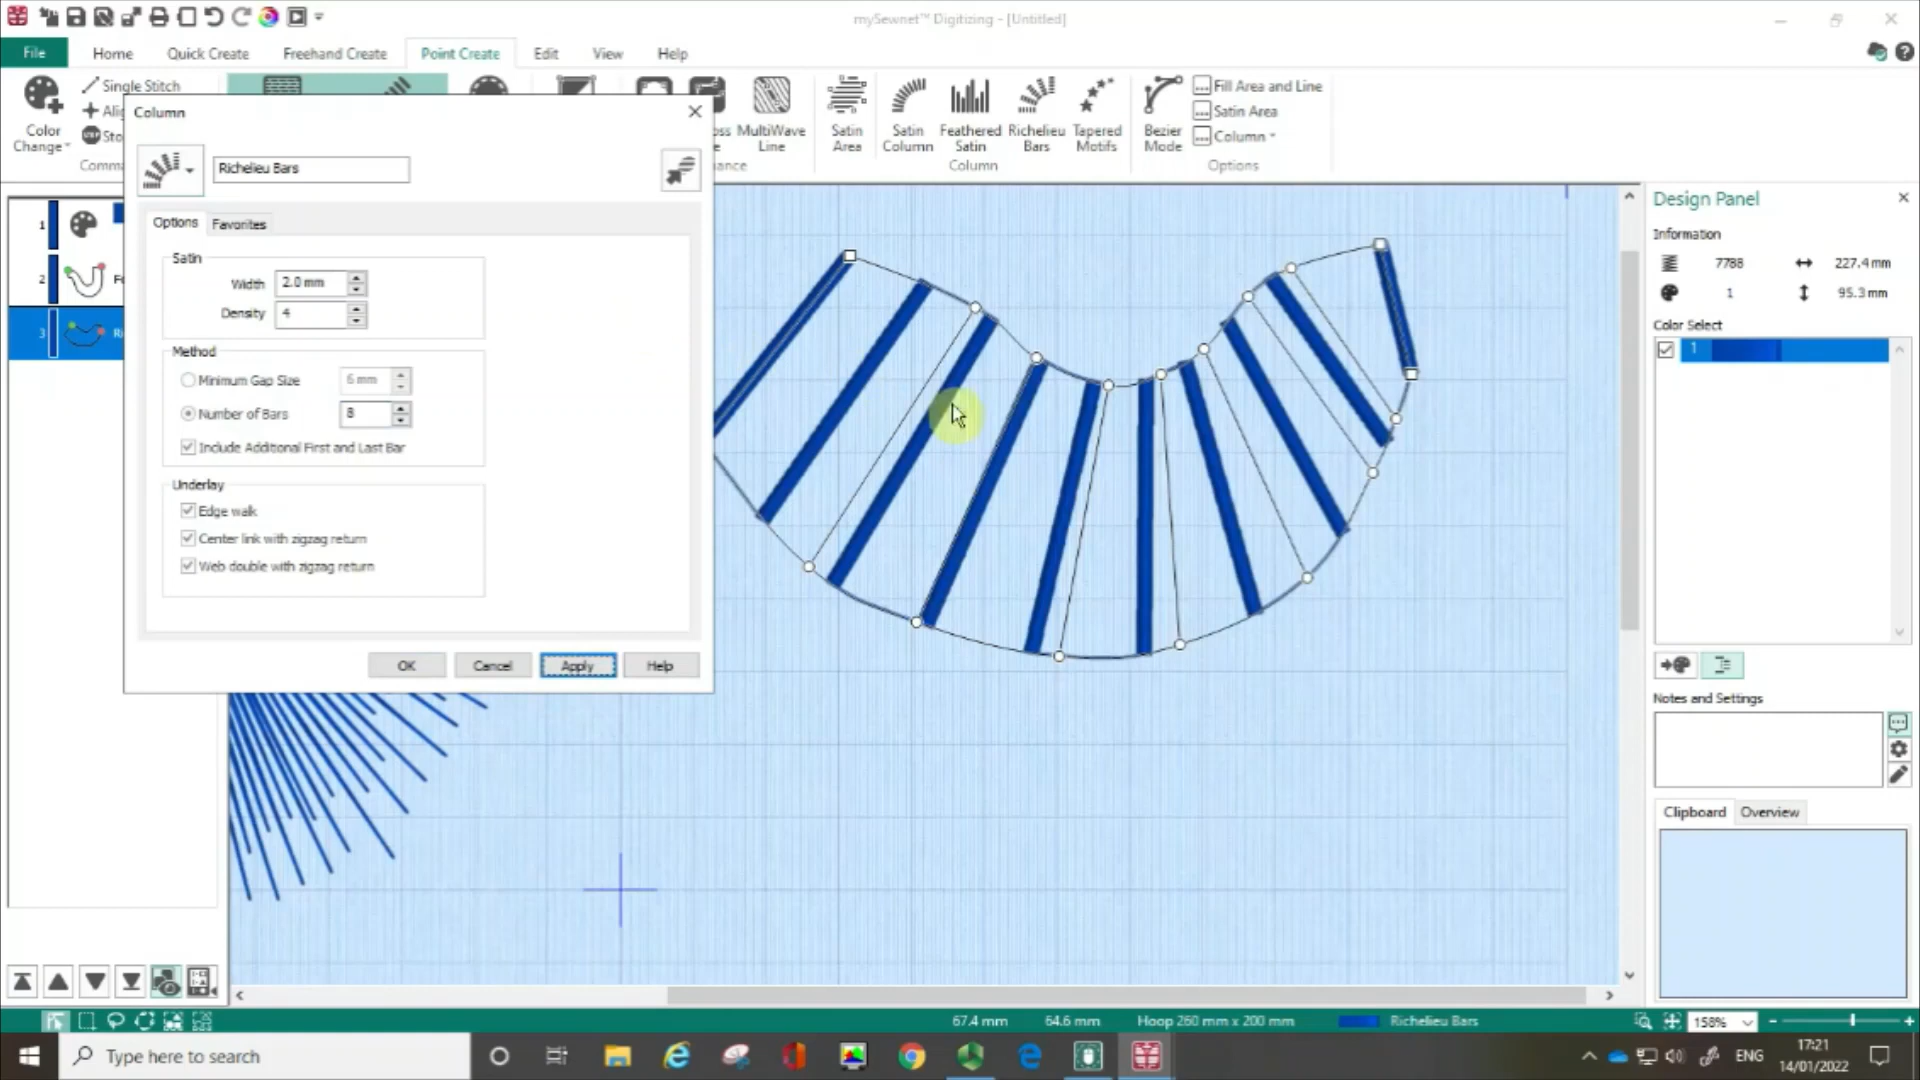 mySewnet™ Digitizing - [Untitled]
File
Home
Quick Create
Freehand Create
Point Create
Edit
View
Help
Color Change
Single Stitch
MultiWave Line
Satin Area
Satin Column
Feathered Satin
Richelieu Bars
Tapered Motifs
Bezier Mode
Fill Area and Line
Satin Area
Column
Column
Options
Column
Richelieu Bars
Options
Favorites
Satin
Width 2.0 mm
Density 4
Method
Minimum Gap Size 6 mm
Number of Bars 8
Include Additional First and Last Bar
Underlay
Edge walk
Center link with zigzag return
Web double with zigzag return
OK
Cancel
Apply
Help
1
2
3
Design Panel
Information
7788
227.4 mm
1
95.3 mm
Color Select
1
Notes and Settings
Clipboard
Overview
67.4 mm
64.6 mm
Hoop 260 mm x 200 mm
Richelieu Bars
158%
Type here to search
ENG
17:21
14/01/2022